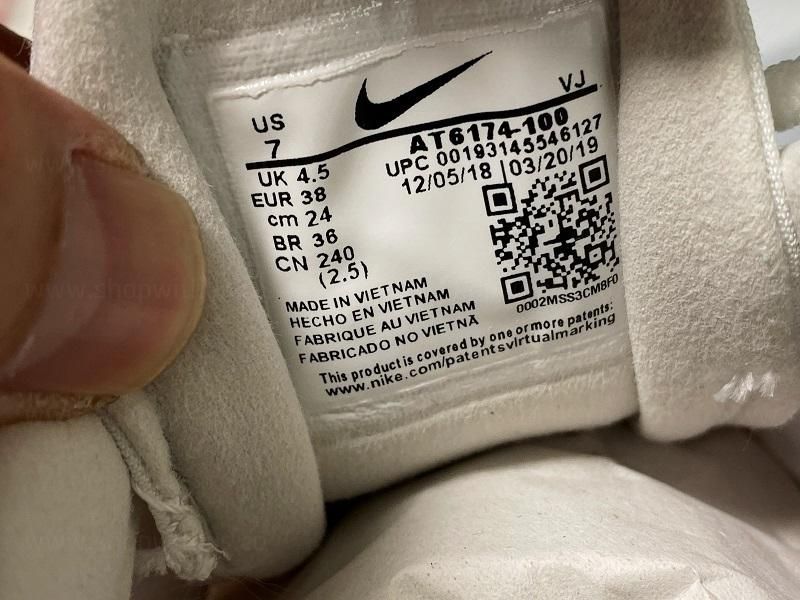 VJ
US
7
AT6174-100
UPC 00193145546127
12/05/18 | 03/20/19
UK 4.5
EUR 38
cm 24
BR 36
CN 240
(2.5)
0002MSS3CMBF0
MADE IN VIETNAM
HECHO EN VIETNAM
FABRIQUE AU VIETNAM
FABRICADO NO VIETNÃ
This product is covered by one or more patents:
www.nike.com/patentsvirtualmarking